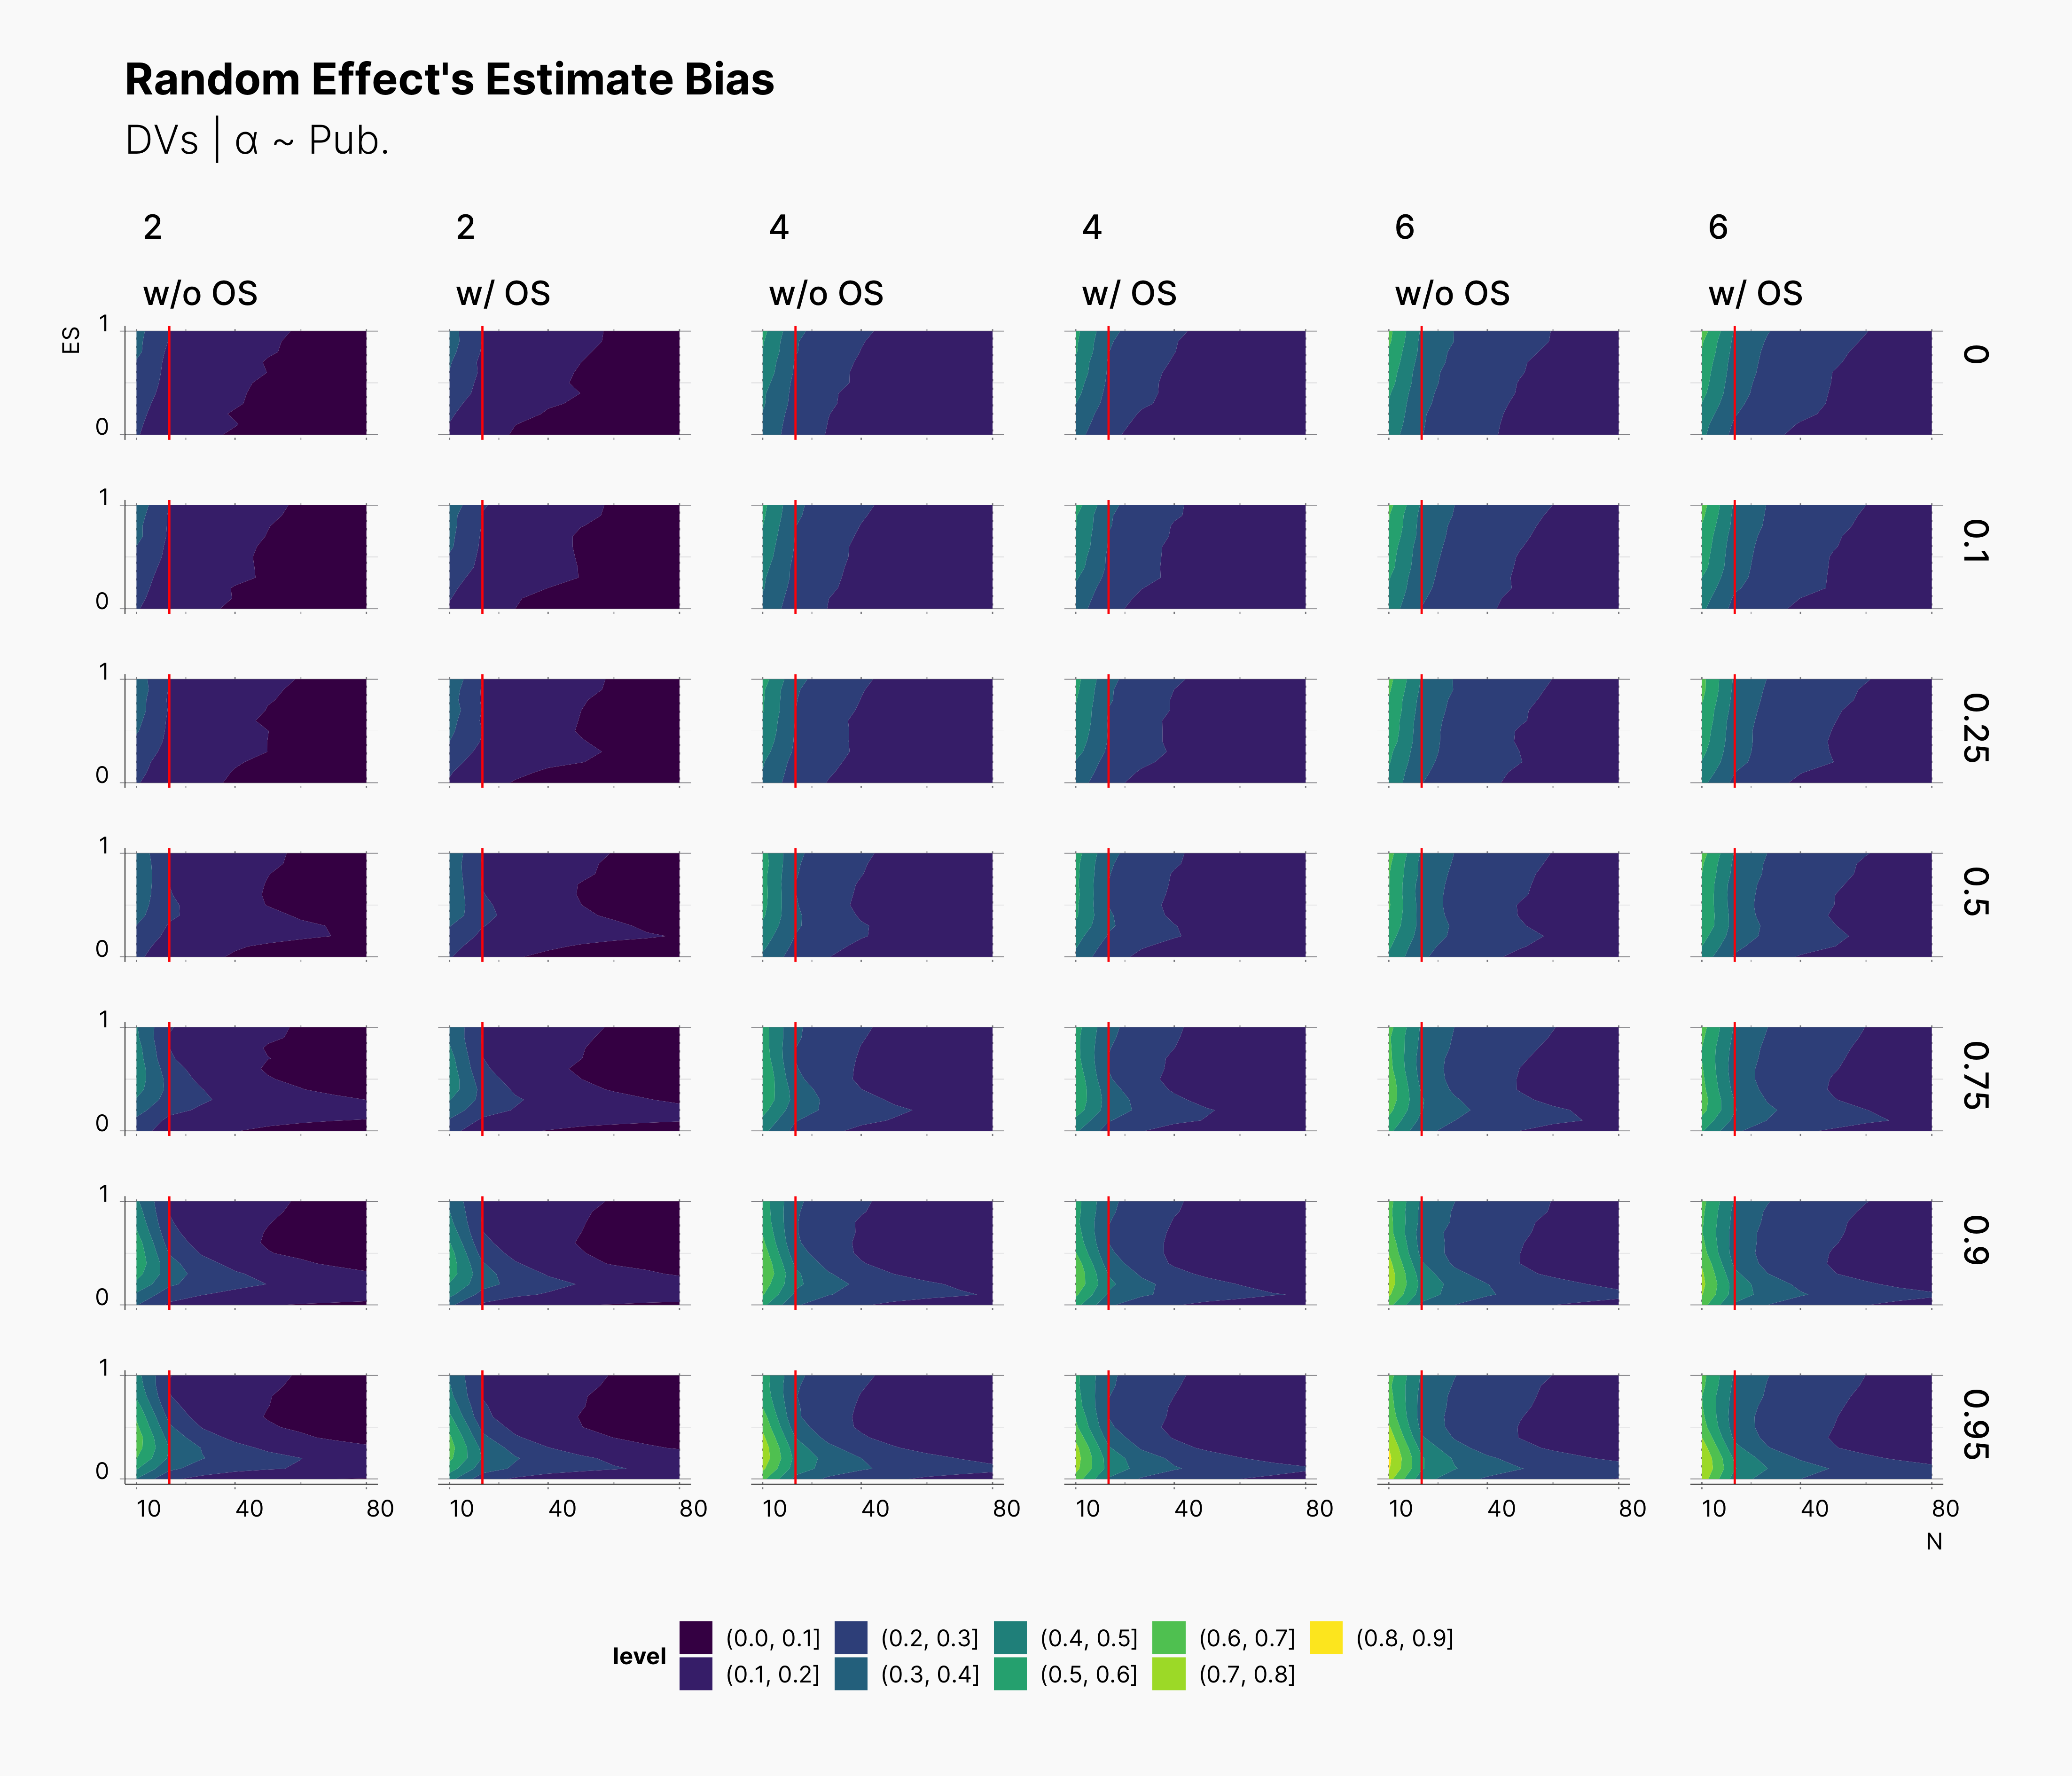 Random Effect's Estimate Bias
DVs | α ~ Pub.
2 2 4 4 6 6
w/o OS w/ OS w/o OS w/ OS w/o OS w/ OS
ES
1
0
0
1
0
0.1
1
0
0.25
1
0
0.5
1
0
0.75
1
0
0.9
1
0
0.95
10 40 80 10 40 80 10 40 80 10 40 80 10 40 80 10 40 80
N
level
(0.0, 0.1] (0.2, 0.3] (0.4, 0.5] (0.6, 0.7] (0.8, 0.9]
(0.1, 0.2] (0.3, 0.4] (0.5, 0.6] (0.7, 0.8]